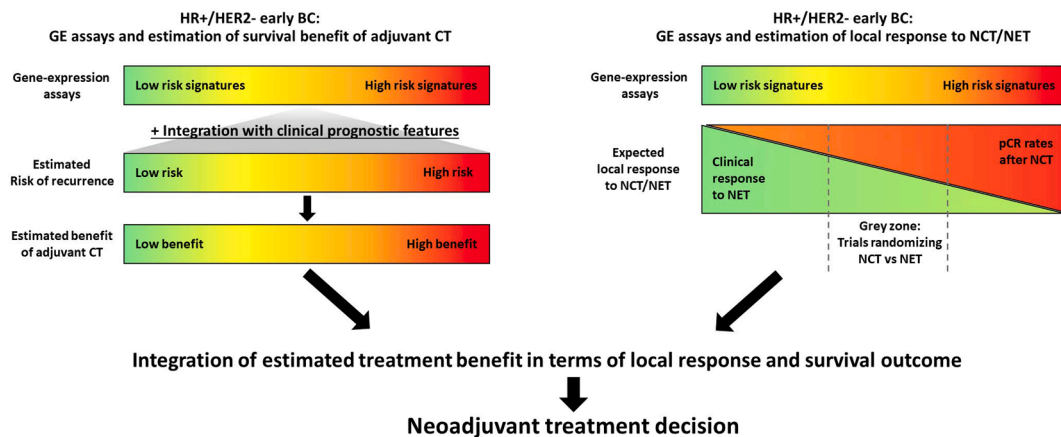 HR+/HER2- early BC:
GE assays and estimation of survival benefit of adjuvant CT
Gene-expression
assays
Low risk signatures
High risk signatures
+ Integration with clinical prognostic features
Estimated
Risk of recurrence
Low risk
High risk
Estimated benefit
of adjuvant CT
Low benefit
High benefit
HR+/HER2- early BC:
GE assays and estimation of local response to NCT/NET
Gene-expression
assays
Low risk signatures
High risk signatures
Expected
local response
to NCT/NET
Clinical
response
to NET
pCR rates
after NCT
Grey zone:
Trials randomizing
NCT vs NET
Integration of estimated treatment benefit in terms of local response and survival outcome
Neoadjuvant treatment decision